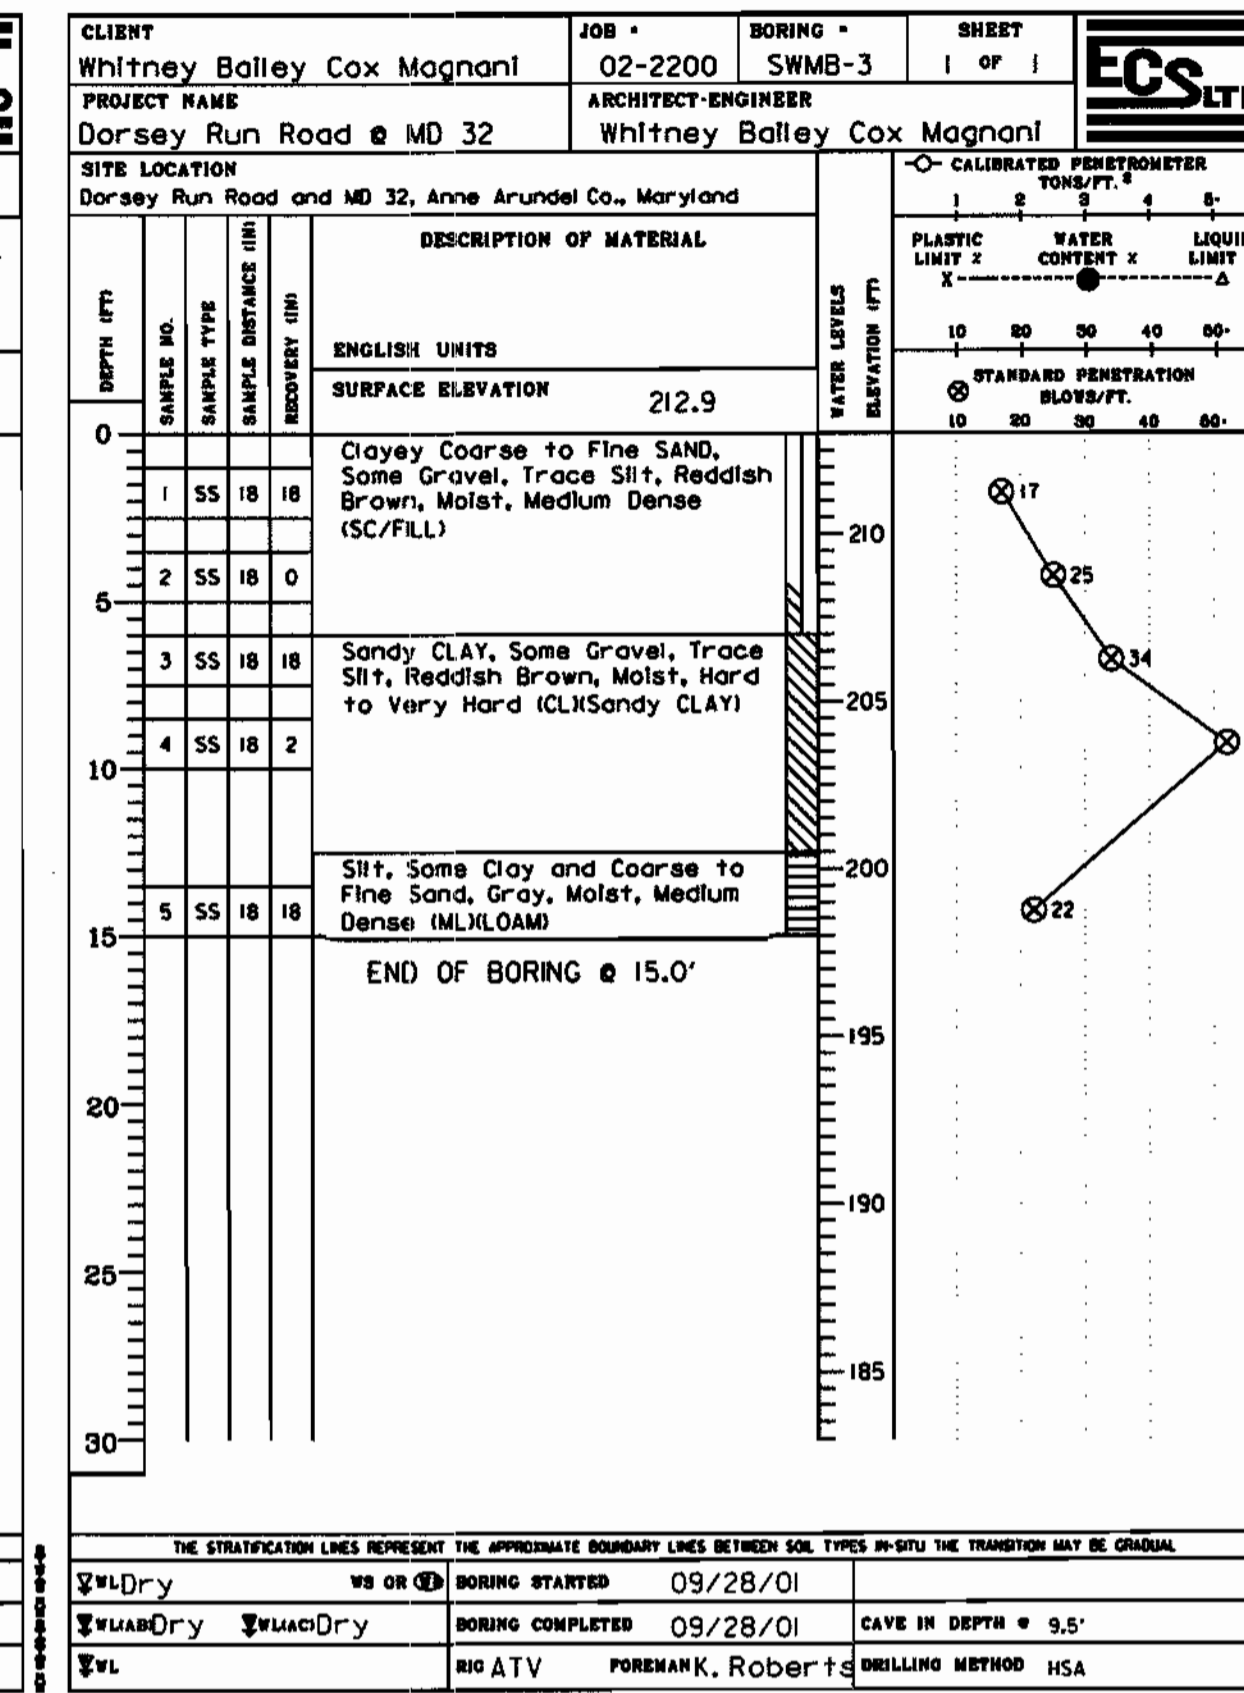 CLIENT
Whitney Bailey Cox Magnani
JOB #
02-2200
BORING #
SWMB-3
SHEET
1 OF 1
ECS LT
PROJECT NAME
Dorsey Run Road @ MD 32
ARCHITECT-ENGINEER
Whitney Bailey Cox Magnani
SITE LOCATION
Dorsey Run Road and MD 32, Anne Arundel Co., Maryland
CALIBRATED PENETROMETER
TONS/FT.²
1 2 3 4 5+
PLASTIC LIMIT %
WATER CONTENT %
LIQUI
LIMIT
X
10 20 30 40 50+
STANDARD PENETRATION
BLOWS/FT.
10 20 30 40 50+
DEPTH (FT)
SAMPLE NO.
SAMPLE TYPE
SAMPLE DISTANCE (IN)
RECOVERY (IN)
DESCRIPTION OF MATERIAL
ENGLISH UNITS
SURFACE ELEVATION 212.9
WATER LEVELS
ELEVATION (FT)
0
Clayey Coarse to Fine SAND,
Some Gravel, Trace Silt, Reddish
Brown, Moist, Medium Dense
(SC/FILL)
1 SS 18 18
17
210
2 SS 18 0
25
5
Sandy CLAY, Some Gravel, Trace
Silt, Reddish Brown, Moist, Hard
to Very Hard (CL)(Sandy CLAY)
3 SS 18 18
34
205
4 SS 18 2
10
Silt, Some Clay and Coarse to
Fine Sand, Gray, Moist, Medium
Dense (ML)(LOAM)
200
5 SS 18 18
22
15
END OF BORING @ 15.0'
195
20
190
25
185
30
THE STRATIFICATION LINES REPRESENT THE APPROXIMATE BOUNDARY LINES BETWEEN SOIL TYPES IN-SITU THE TRANSITION MAY BE GRADUAL
WL Dry WS OR WD
BORING STARTED 09/28/01
WL(AB) Dry WL(AC) Dry
BORING COMPLETED 09/28/01
CAVE IN DEPTH @ 9.5'
WL
RIG ATV FOREMAN K. Roberts
DRILLING METHOD HSA